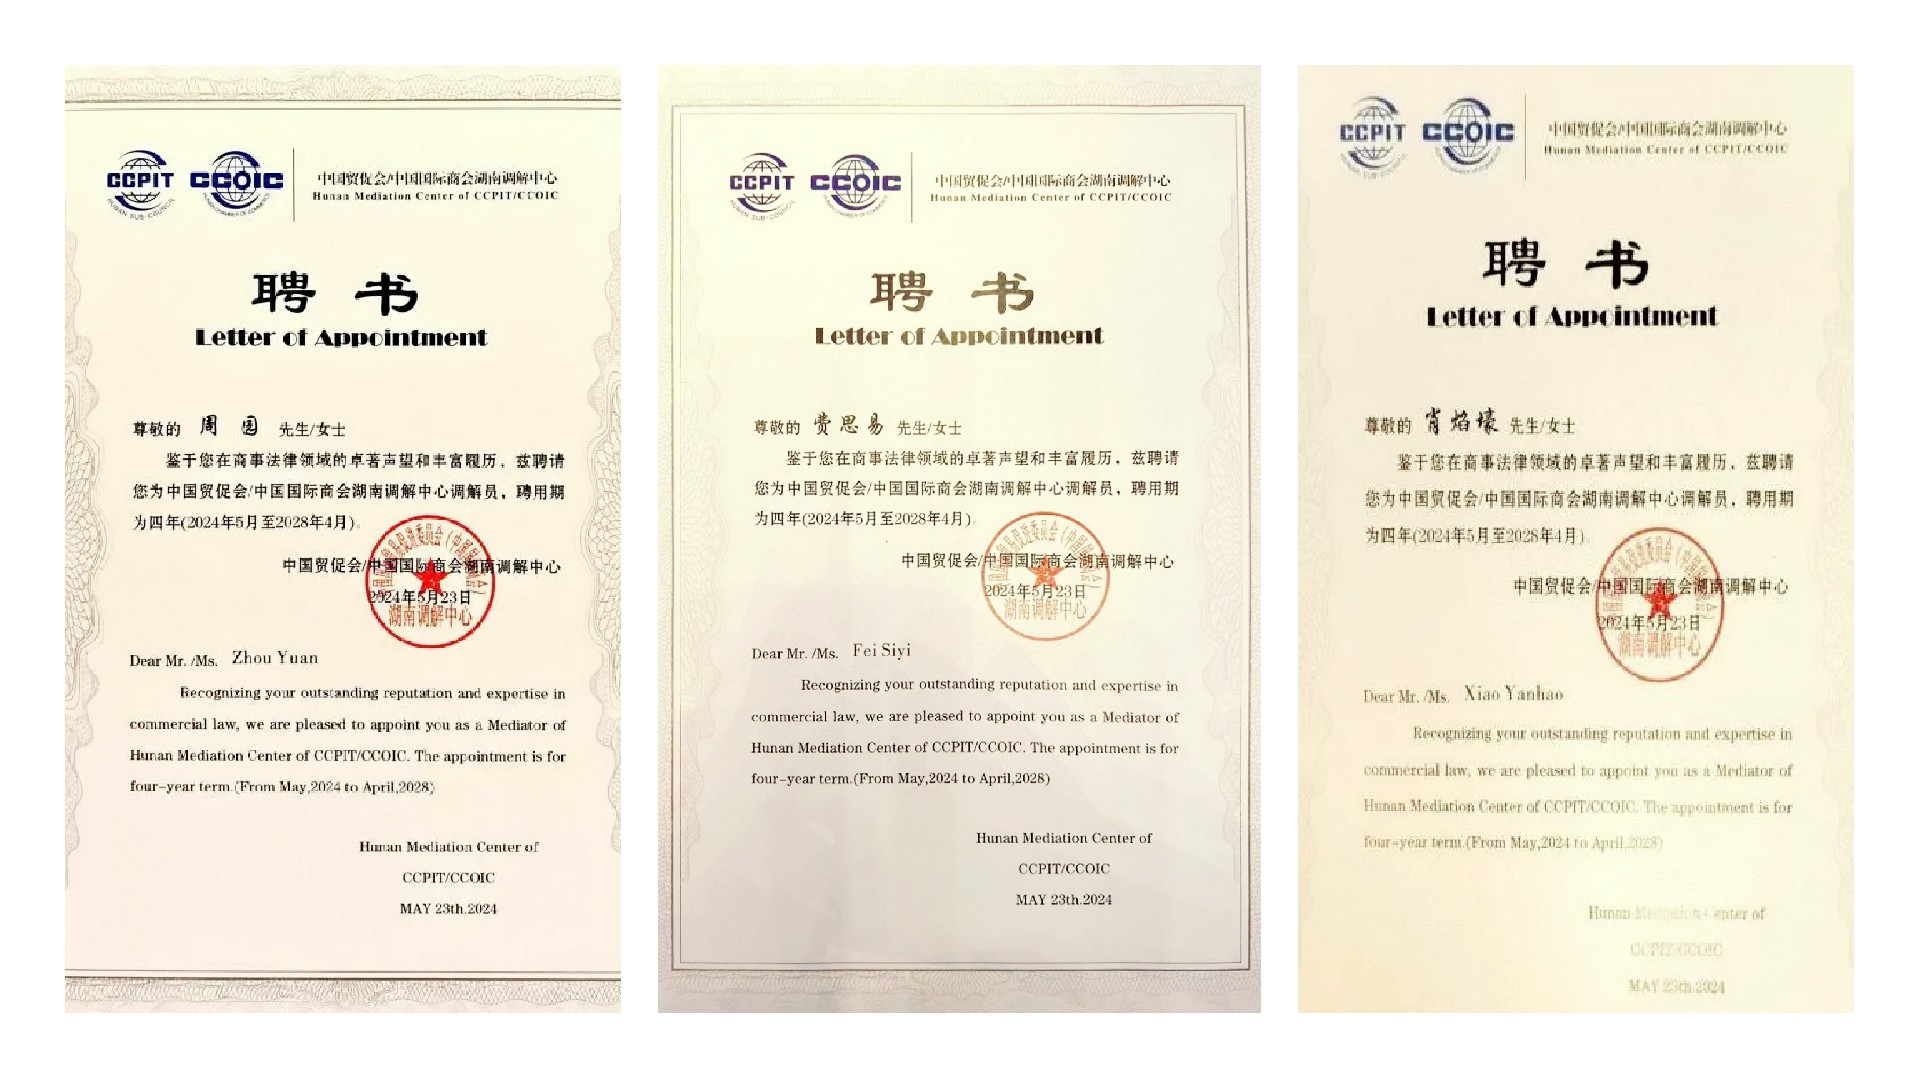 CCPIT
HUNAN SUB-COUNCIL
CCOIC
HUNAN CHAMBER OF COMMERCE
中国贸促会/中国国际商会湖南调解中心
Hunan Mediation Center of CCPIT/CCOIC
聘 书
Letter of Appointment
尊敬的 周 园 先生/女士
鉴于您在商事法律领域的卓著声望和丰富履历，兹聘请
您为中国贸促会/中国国际商会湖南调解中心调解员，聘用期
为四年(2024年5月至2028年4月)。
中国贸促会/中国国际商会湖南调解中心
2024年5月23日
湖南调解中心
Dear Mr. /Ms. Zhou Yuan
Recognizing your outstanding reputation and expertise in
commercial law, we are pleased to appoint you as a Mediator of
Hunan Mediation Center of CCPIT/CCOIC. The appointment is for
four-year term.(From May,2024 to April,2028)
Hunan Mediation Center of
CCPIT/CCOIC
MAY 23th.2024
CCPIT
HUNAN SUB-COUNCIL
CCOIC
中国贸促会/中国国际商会湖南调解中心
Hunan Mediation Center of CCPIT/CCOIC
聘 书
Letter of Appointment
尊敬的 费思易 先生/女士
鉴于您在商事法律领域的卓著声望和丰富履历，兹聘请
您为中国贸促会/中国国际商会湖南调解中心调解员，聘用期
为四年(2024年5月至2028年4月)。
中国贸促会/中国国际商会湖南调解中心
2024年5月23日
湖南调解中心
Dear Mr. /Ms. Fei Siyi
Recognizing your outstanding reputation and expertise in
commercial law, we are pleased to appoint you as a Mediator of
Hunan Mediation Center of CCPIT/CCOIC. The appointment is for
four-year term.(From May,2024 to April,2028)
Hunan Mediation Center of
CCPIT/CCOIC
MAY 23th.2024
CCPIT
CCOIC
中国贸促会/中国国际商会湖南调解中心
Hunan Mediation Center of CCPIT/CCOIC
聘 书
Letter of Appointment
尊敬的 肖焰壕 先生/女士
鉴于您在商事法律领域的卓著声望和丰富履历，兹聘请
您为中国贸促会/中国国际商会湖南调解中心调解员，聘用期
为四年(2024年5月至2028年4月)。
中国贸促会/中国国际商会湖南调解中心
2024年5月23日
湖南调解中心
Dear Mr. /Ms. Xiao Yanhao
Recognizing your outstanding reputation and expertise in
commercial law, we are pleased to appoint you as a Mediator of
Hunan Mediation Center of CCPIT/CCOIC. The appointment is for
four-year term.(From May,2024 to April,2028)
Hunan Mediation Center of
CCPIT/CCOIC
MAY 23th.2024